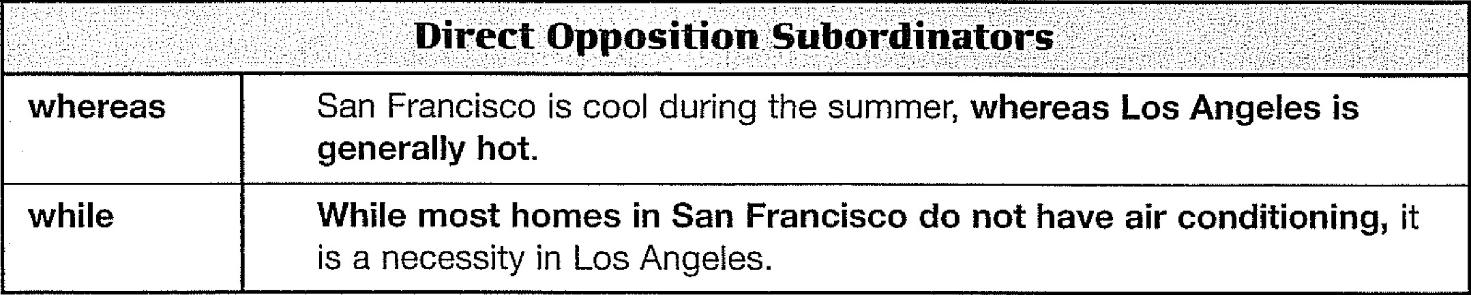 Direct Opposition Subordinators
whereas
San Francisco is cool during the summer, whereas Los Angeles is
generally hot.
while
While most homes in San Francisco do not have air conditioning, it
is a necessity in Los Angeles.